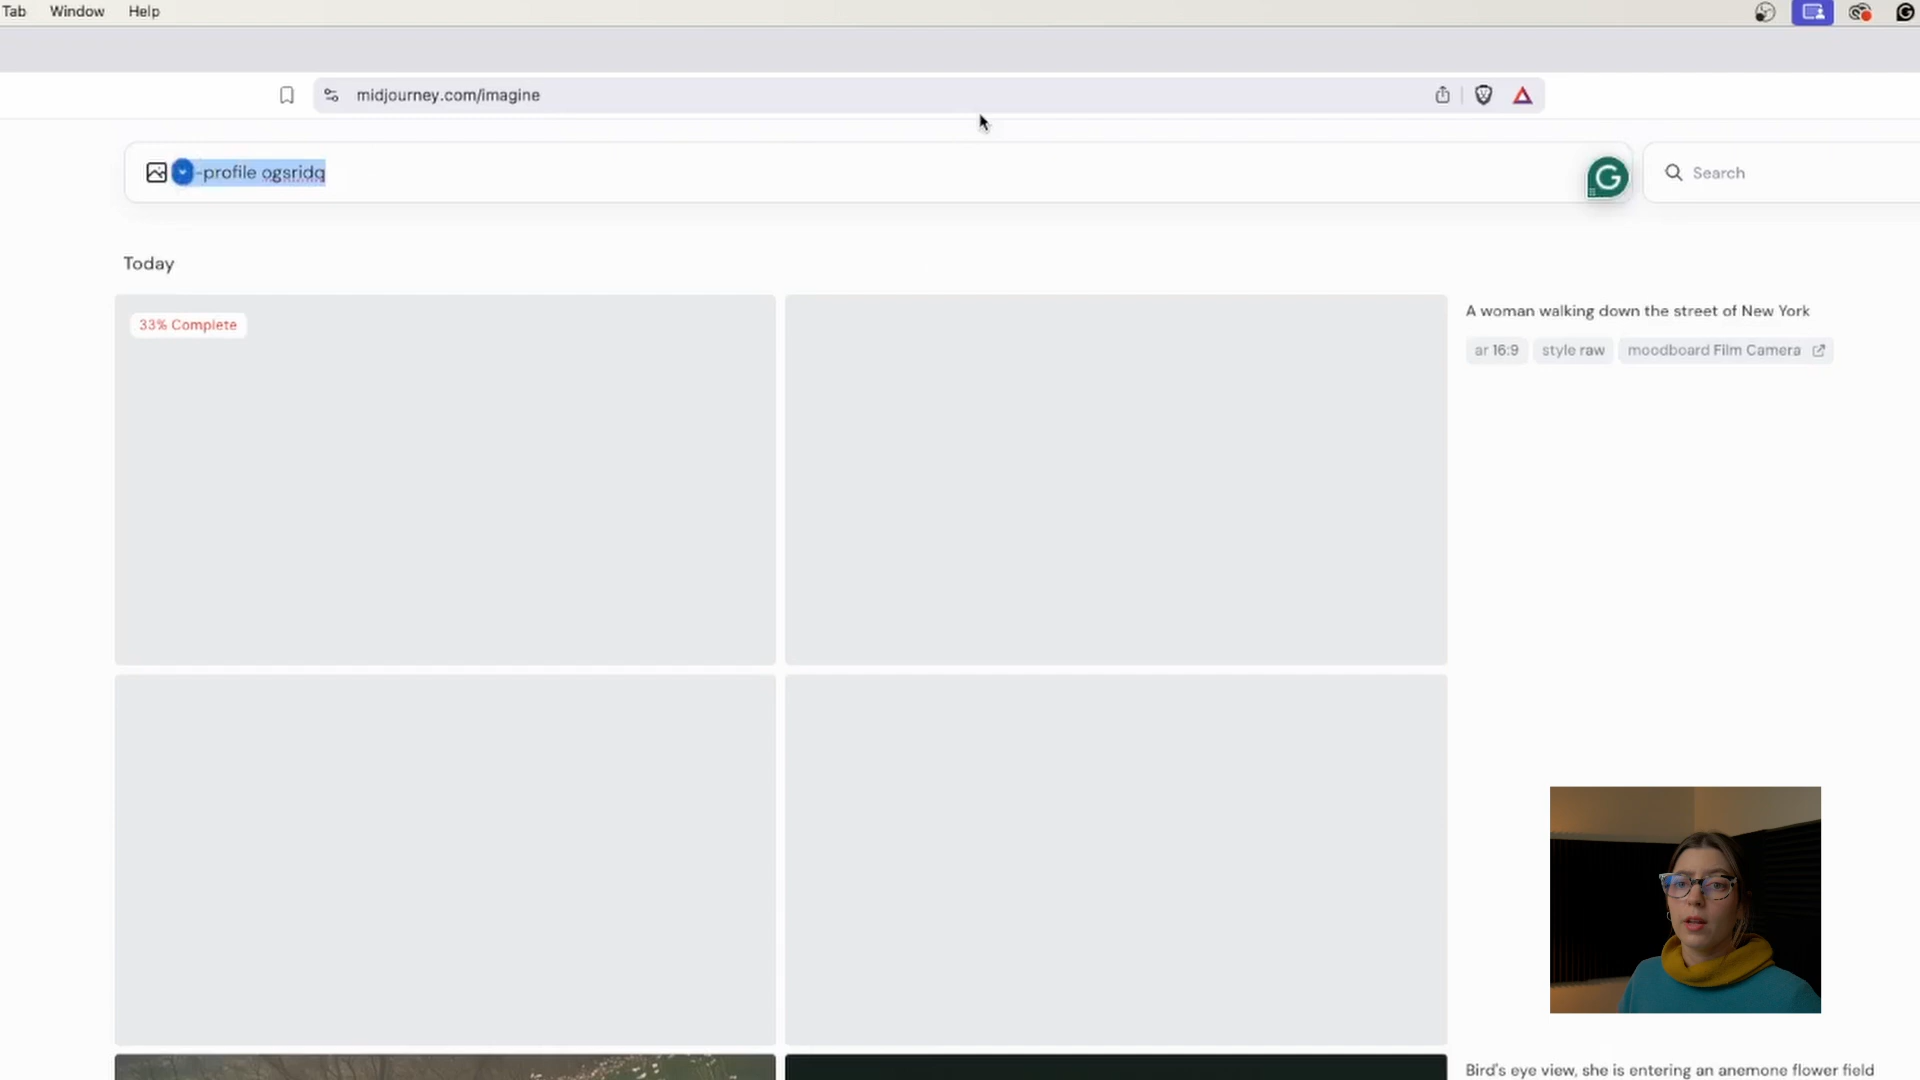 Tab Window Help
midjourney.com/imagine
-profile ogsridq
Search
Today
33% Complete
A woman walking down the street of New York
ar 16:9 style raw moodboard Film Camera
Bird's eye view, she is entering an anemone flower field